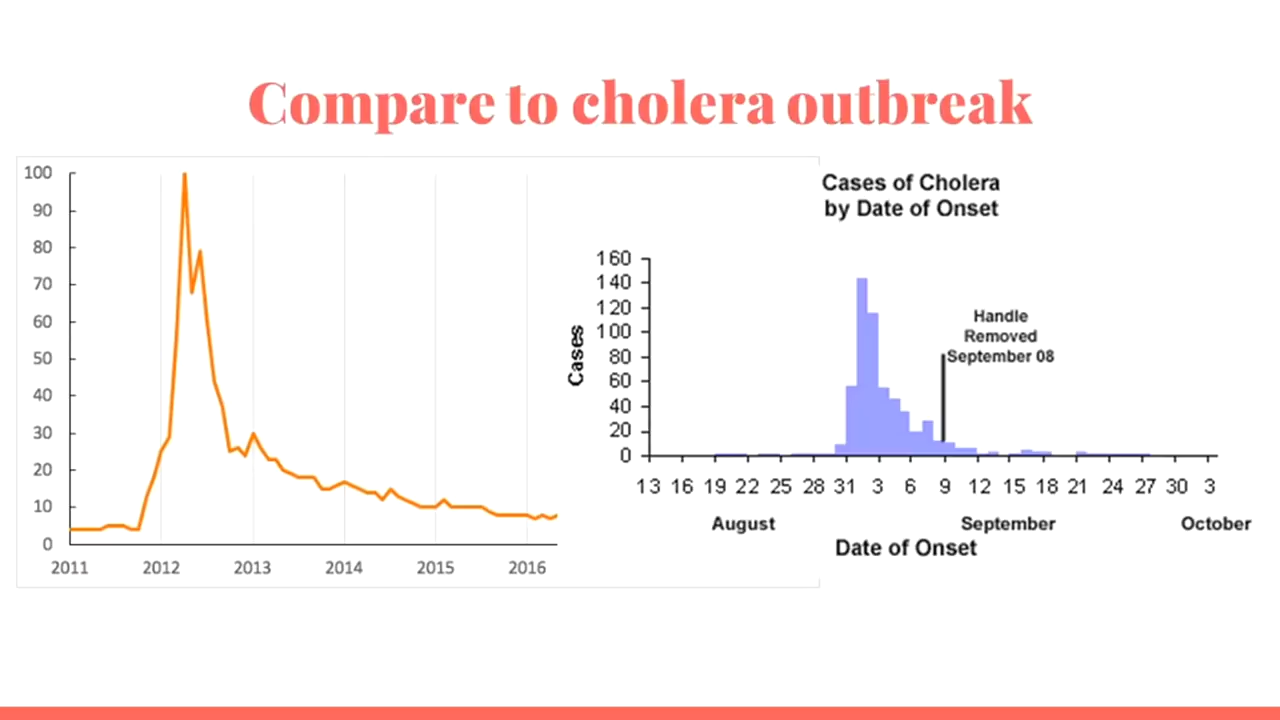 Compare to cholera outbreak
100
90
80
70
60
50
40
30
20
10
0
2011 2012 2013 2014 2015 2016
Cases of Cholera
by Date of Onset
160
140
120
100
80
60
40
20
0
Cases
Handle
Removed
September 08
13 16 19 22 25 28 31 3 6 9 12 15 18 21 24 27 30 3
August September October
Date of Onset